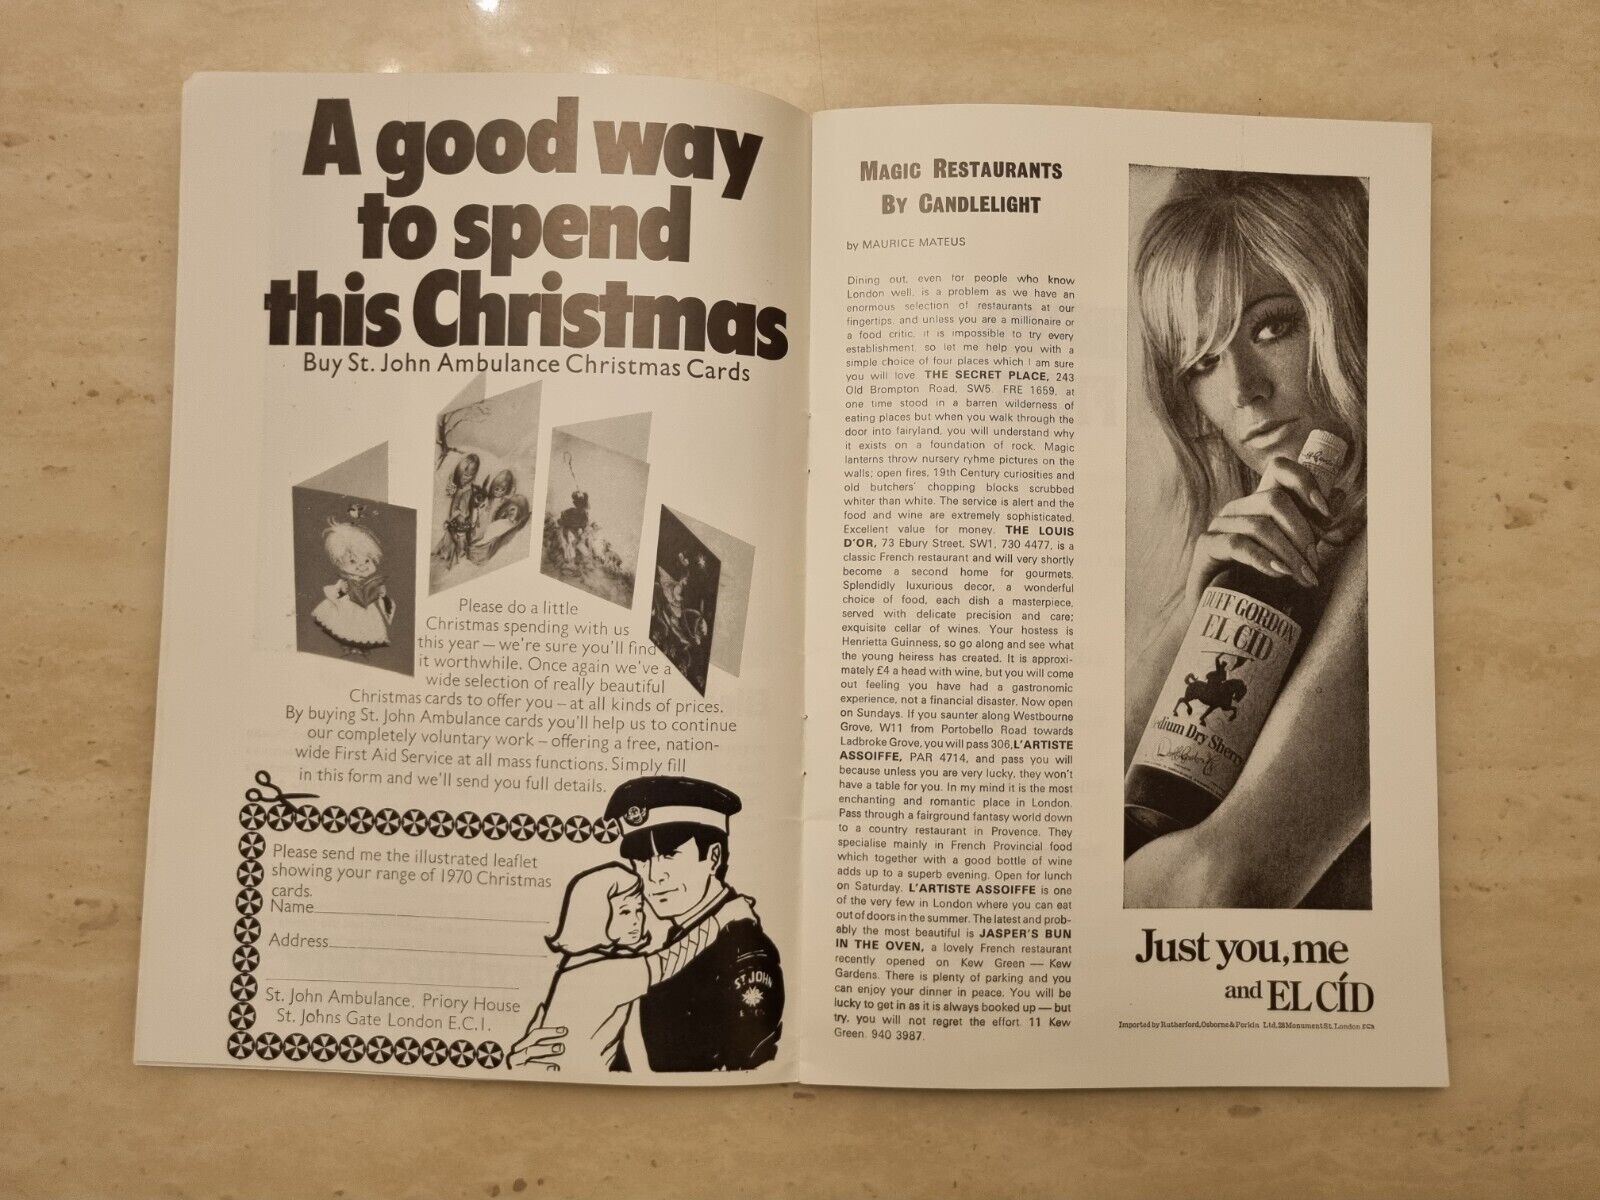 A good way
to spend
this Christmas
Buy St. John Ambulance Christmas Cards
Please do a little
Christmas spending with us
this year – we're sure you'll find
it worthwhile. Once again we've a
wide selection of really beautiful
Christmas cards to offer you – at all kinds of prices.
By buying St. John Ambulance cards you'll help us to continue
our completely voluntary work – offering a free, nation-
wide First Aid Service at all mass functions. Simply fill
in this form and we'll send you full details.
Please send me the illustrated leaflet
showing your range of 1970 Christmas
cards.
Name
Address
St. John Ambulance, Priory House
St. Johns Gate London E.C.1.
ST. JOHN
MAGIC RESTAURANTS
BY CANDLELIGHT
by MAURICE MATEUS
Dining out, even for people who know
London well, is a problem as we have an
enormous selection of restaurants at our
fingertips, and unless you are a millionaire or
a food critic, it is impossible to try every
establishment, so let me help you with a
simple choice of four places which I am sure
you will love. THE SECRET PLACE, 243
Old Brompton Road, SW5. FRE 1659, at
one time stood in a barren wilderness of
eating places but when you walk through the
door into fairyland, you will understand why
it exists on a foundation of rock. Magic
lanterns throw nursery ryhme pictures on the
walls; open fires, 19th Century curiosities and
old butchers' chopping blocks scrubbed
whiter than white. The service is alert and the
food and wine are extremely sophisticated.
Excellent value for money. THE LOUIS
D'OR, 73 Ebury Street, SW1, 730 4477, is a
classic French restaurant and will very shortly
become a second home for gourmets.
Splendidly luxurious decor, a wonderful
choice of food, each dish a masterpiece,
served with delicate precision and care;
exquisite cellar of wines. Your hostess is
Henrietta Guinness, so go along and see what
the young heiress has created. It is approxi-
mately £4 a head with wine, but you will come
out feeling you have had a gastronomic
experience, not a financial disaster. Now open
on Sundays. If you saunter along Westbourne
Grove, W11 from Portobello Road towards
Ladbroke Grove, you will pass 306, L'ARTISTE
ASSOIFFE, PAR 4714, and pass you will
because unless you are very lucky, they won't
have a table for you. In my mind it is the most
enchanting and romantic place in London.
Pass through a fairground fantasy world down
to a country restaurant in Provence. They
specialise mainly in French Provincial food
which together with a good bottle of wine
adds up to a superb evening. Open for lunch
on Saturday. L'ARTISTE ASSOIFFE is one
of the very few in London where you can eat
out of doors in the summer. The latest and prob-
ably the most beautiful is JASPER'S BUN
IN THE OVEN, a lovely French restaurant
recently opened on Kew Green — Kew
Gardens. There is plenty of parking and you
can enjoy your dinner in peace. You will be
lucky to get in as it is always booked up — but
try, you will not regret the effort. 11 Kew
Green. 940 3987.
DUFF GORDON
EL CID
dium Dry Sherry
Just you, me
and EL CÍD
Imported by Rutherford, Osborne & Perkin Ltd, 28 Monument St. London EC3